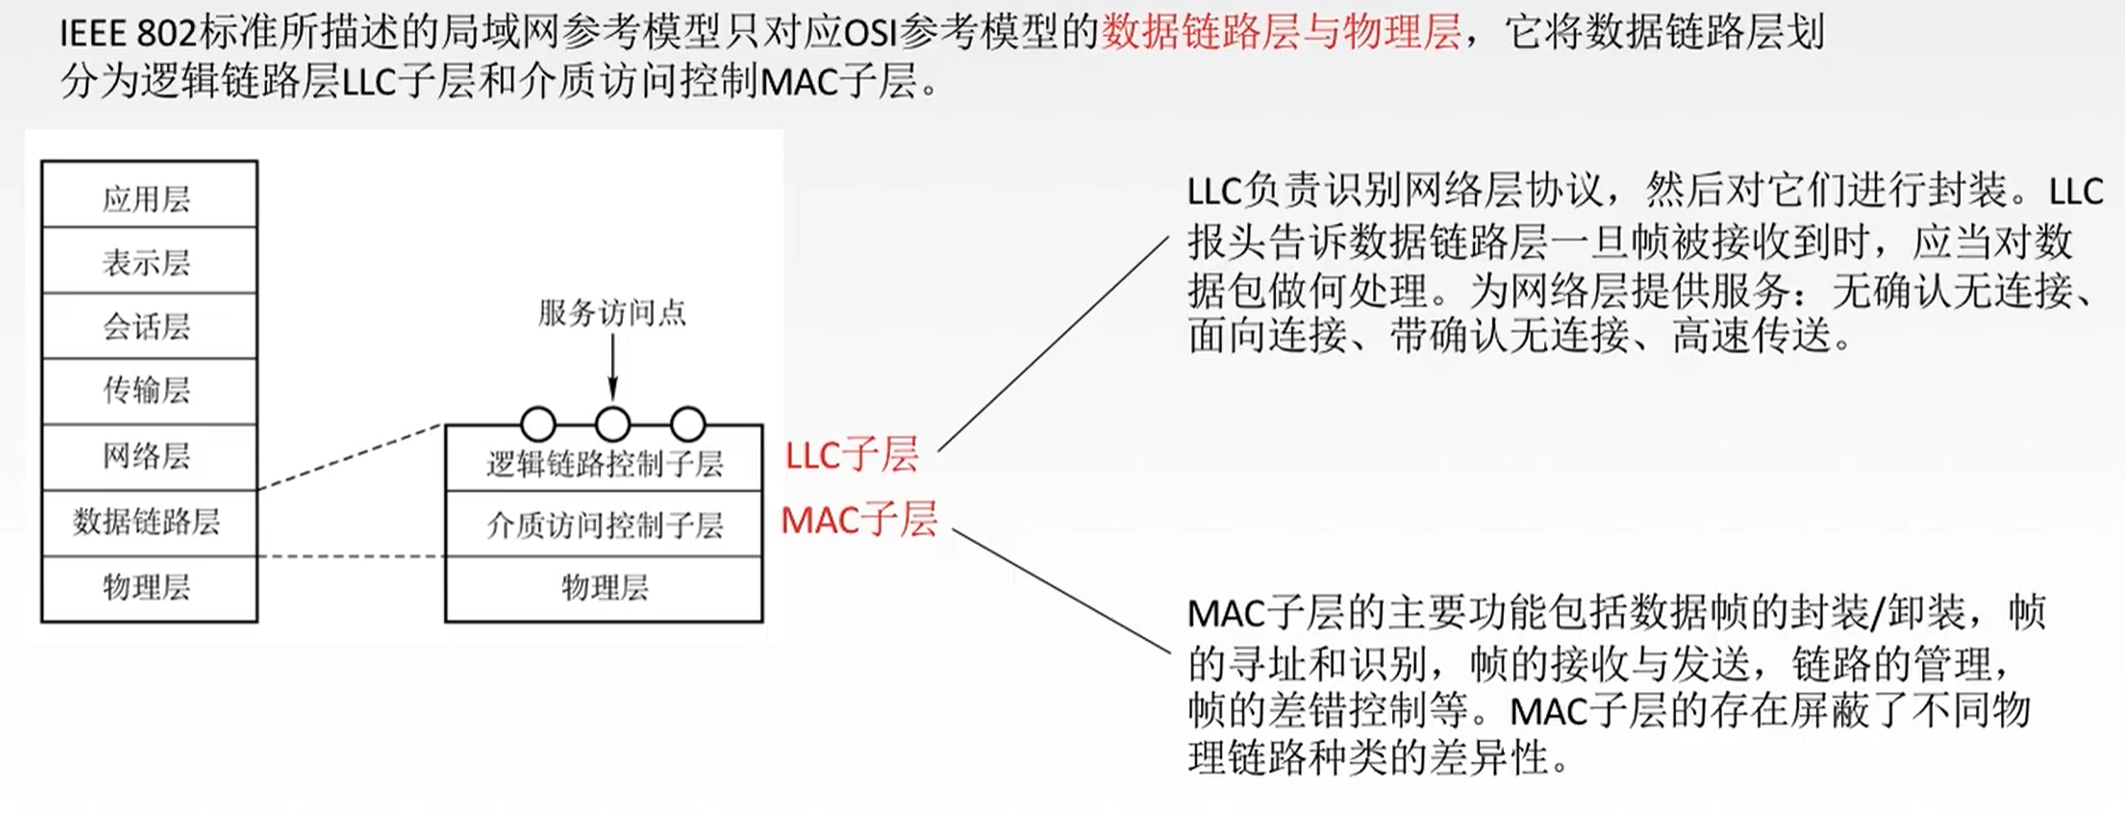 IEEE 802标准所描述的局域网参考模型只对应OSI参考模型的数据链路层与物理层，它将数据链路层划
分为逻辑链路层LLC子层和介质访问控制MAC子层。
应用层
表示层
会话层
传输层
网络层
数据链路层
物理层
服务访问点
逻辑链路控制子层
介质访问控制子层
物理层
LLC子层
MAC子层
LLC负责识别网络层协议，然后对它们进行封装。LLC
报头告诉数据链路层一旦帧被接收到时，应当对数
据包做何处理。为网络层提供服务：无确认无连接、
面向连接、带确认无连接、高速传送。
MAC子层的主要功能包括数据帧的封装/卸装，帧
的寻址和识别，帧的接收与发送，链路的管理，
帧的差错控制等。MAC子层的存在屏蔽了不同物
理链路种类的差异性。